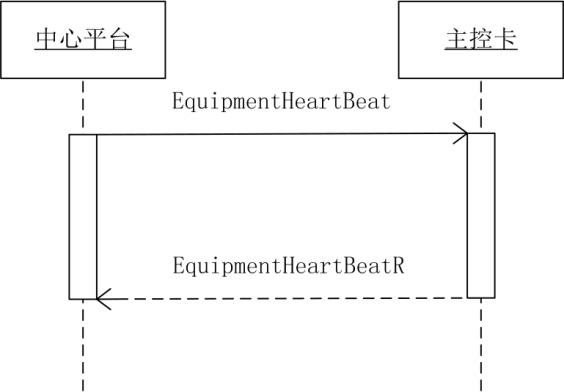 中心平台
主控卡
EquipmentHeartBeat
EquipmentHeartBeatR